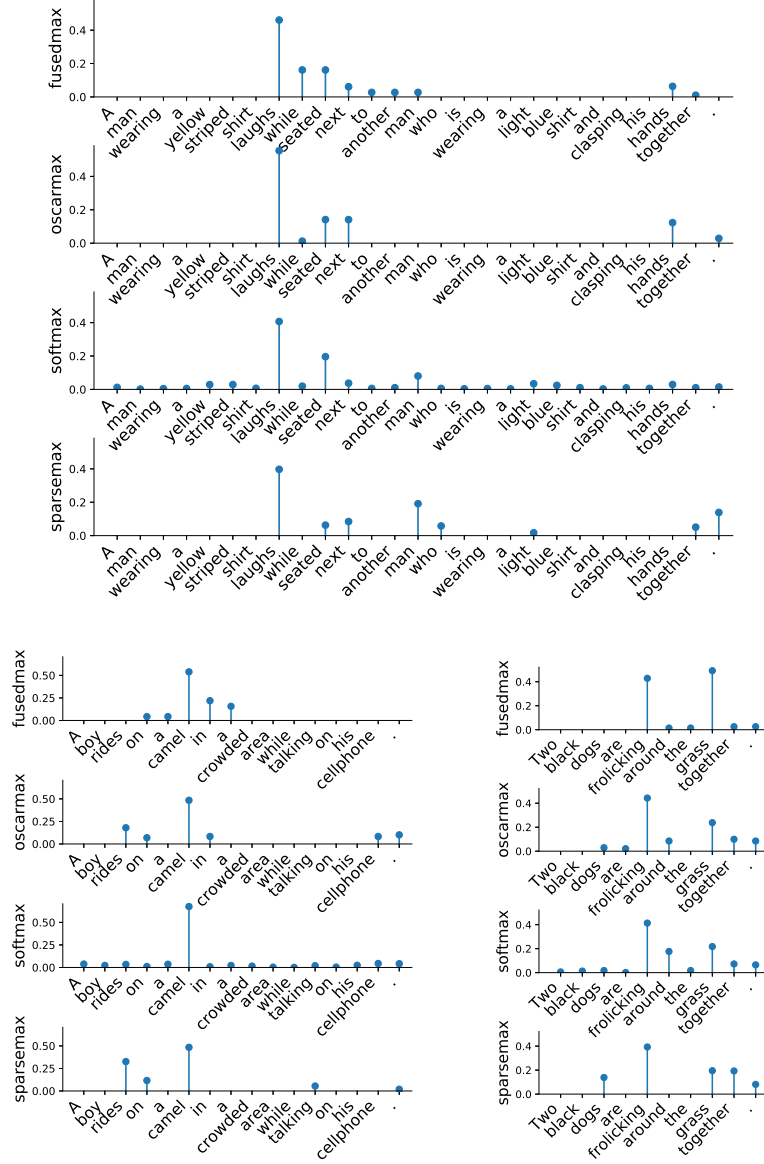 fusedmax
0.4
0.2
0.0
A man wearing a yellow striped shirt laughs while seated next to another man who is wearing a light blue shirt and clasping his hands together .
oscarmax
0.4
0.2
0.0
A man wearing a yellow striped shirt laughs while seated next to another man who is wearing a light blue shirt and clasping his hands together .
softmax
0.4
0.2
0.0
A man wearing a yellow striped shirt laughs while seated next to another man who is wearing a light blue shirt and clasping his hands together .
sparsemax
0.4
0.2
0.0
A man wearing a yellow striped shirt laughs while seated next to another man who is wearing a light blue shirt and clasping his hands together .
fusedmax
0.50
0.25
0.00
A boy rides on a camel in a crowded area while talking on his cellphone .
oscarmax
0.50
0.25
0.00
A boy rides on a camel in a crowded area while talking on his cellphone .
softmax
0.50
0.25
0.00
A boy rides on a camel in a crowded area while talking on his cellphone .
sparsemax
0.50
0.25
0.00
A boy rides on a camel in a crowded area while talking on his cellphone .
fusedmax
0.4
0.2
0.0
Two black dogs are frolicking around the grass together .
oscarmax
0.4
0.2
0.0
Two black dogs are frolicking around the grass together .
softmax
0.4
0.2
0.0
Two black dogs are frolicking around the grass together .
sparsemax
0.4
0.2
0.0
Two black dogs are frolicking around the grass together .